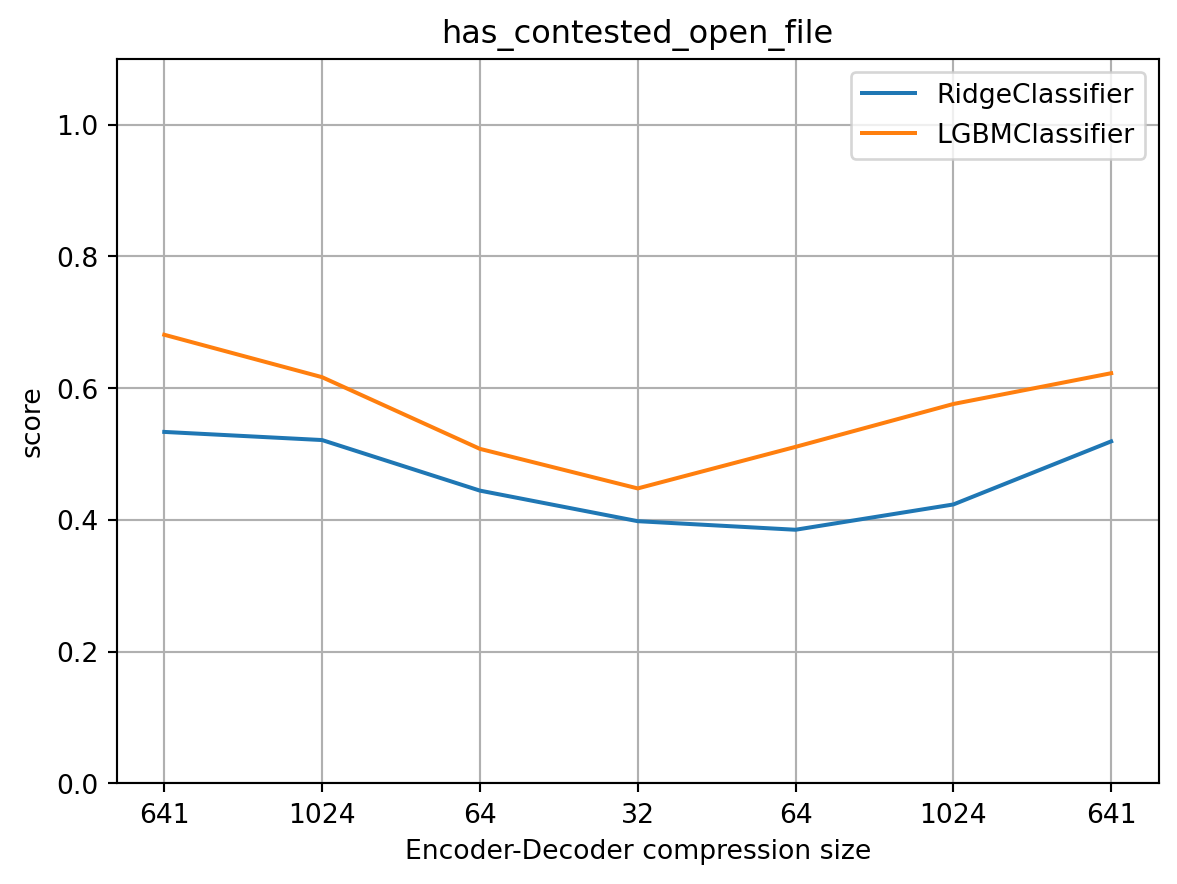 has_contested_open_file
RidgeClassifier
LGBMClassifier
score
1.0
0.8
0.6
0.4
0.2
0.0
641 1024 64 32 64 1024 641
Encoder-Decoder compression size